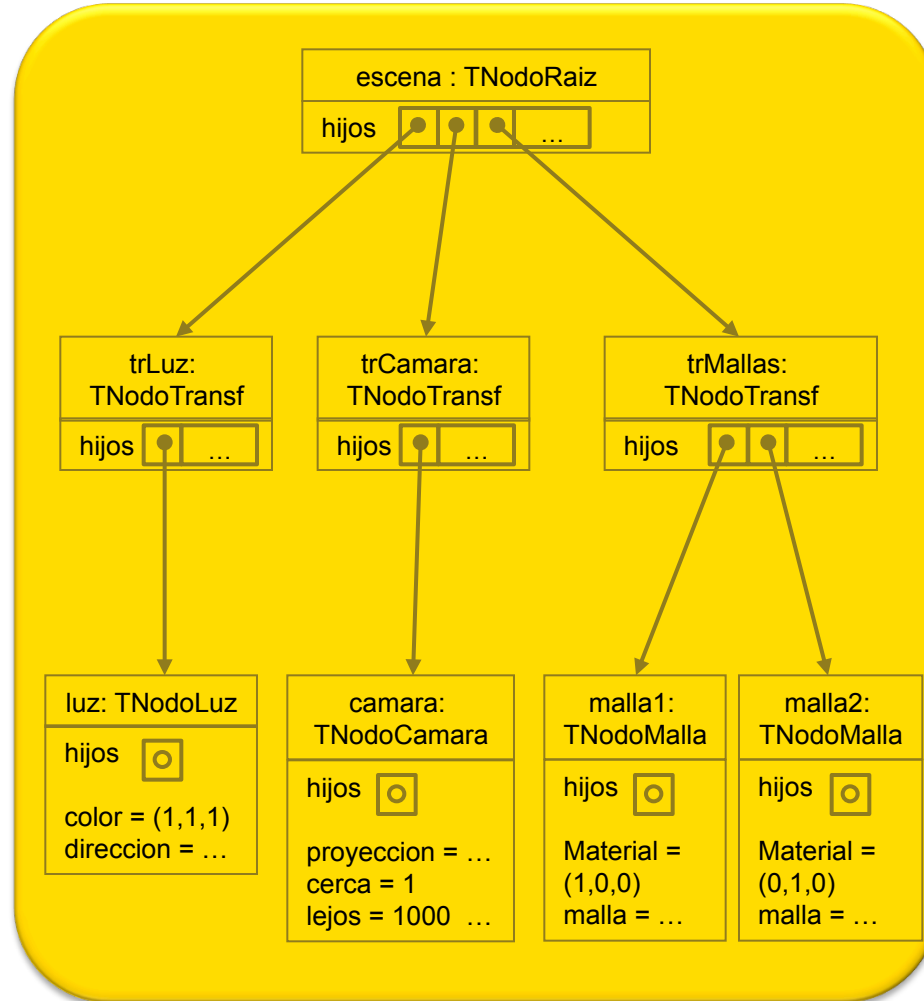 escena : TNodoRaiz
hijos
...
trLuz:
TNodoTransf
hijos
...
trCamara:
TNodoTransf
hijos
...
trMallas:
TNodoTransf
hijos
...
luz: TNodoLuz
hijos
color = (1,1,1)
direccion = ...
camara:
TNodoCamara
hijos
proyeccion = ...
cerca = 1
lejos = 1000 ...
malla1:
TNodoMalla
hijos
Material =
(1,0,0)
malla = ...
malla2:
TNodoMalla
hijos
Material =
(0,1,0)
malla = ...